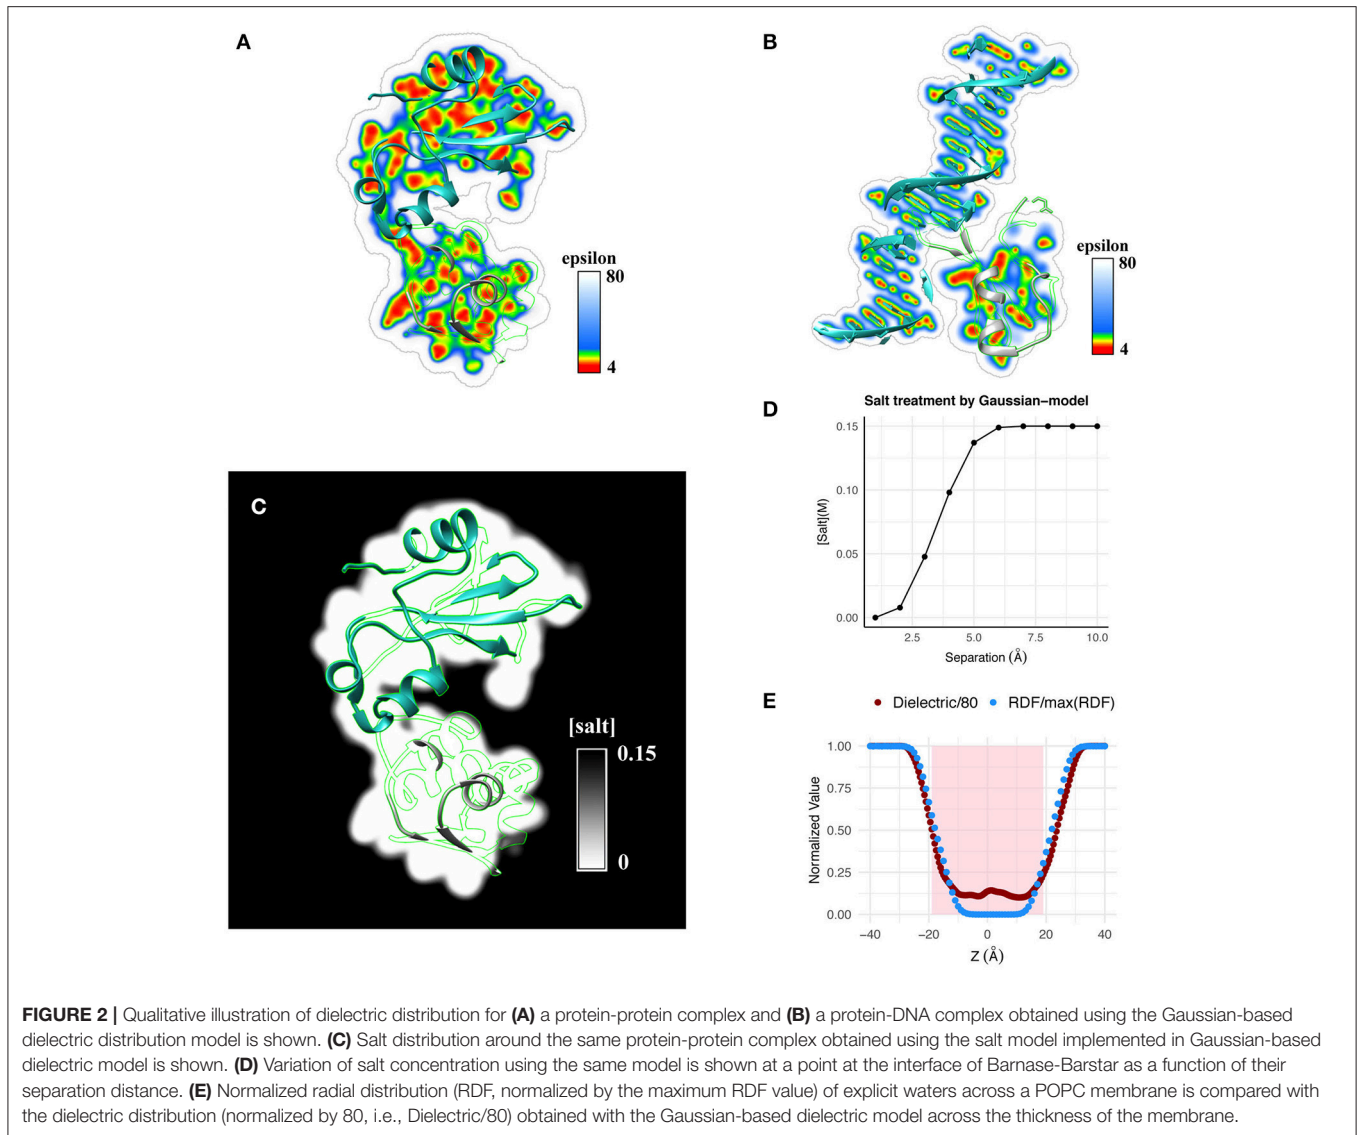 A
epsilon
80
4
B
epsilon
80
4
C
[salt]
0.15
0
D
Salt treatment by Gaussian−model
[Salt](M)
0.15
0.10
0.05
0.00
2.5 5.0 7.5 10.0
Separation (Å)
E
Dielectric/80 RDF/max(RDF)
Normalized Value
1.00
0.75
0.50
0.25
0.00
−40 −20 0 20 40
Z (Å)
FIGURE 2 | Qualitative illustration of dielectric distribution for (A) a protein-protein complex and (B) a protein-DNA complex obtained using the Gaussian-based
dielectric distribution model is shown. (C) Salt distribution around the same protein-protein complex obtained using the salt model implemented in Gaussian-based
dielectric model is shown. (D) Variation of salt concentration using the same model is shown at a point at the interface of Barnase-Barstar as a function of their
separation distance. (E) Normalized radial distribution (RDF, normalized by the maximum RDF value) of explicit waters across a POPC membrane is compared with
the dielectric distribution (normalized by 80, i.e., Dielectric/80) obtained with the Gaussian-based dielectric model across the thickness of the membrane.